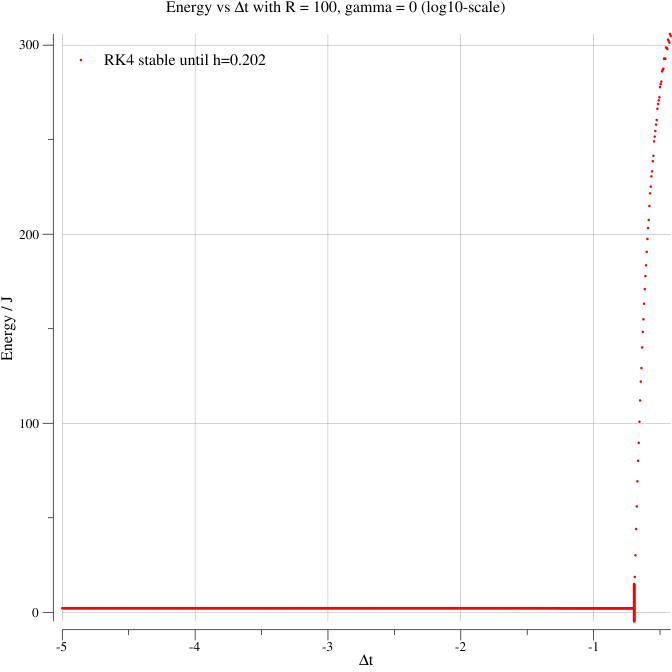 Energy vs Δt with R = 100, gamma = 0 (log10-scale)
RK4 stable until h=0.202
Energy / J
300
200
100
0
-5 -4 -3 -2 -1
Δt